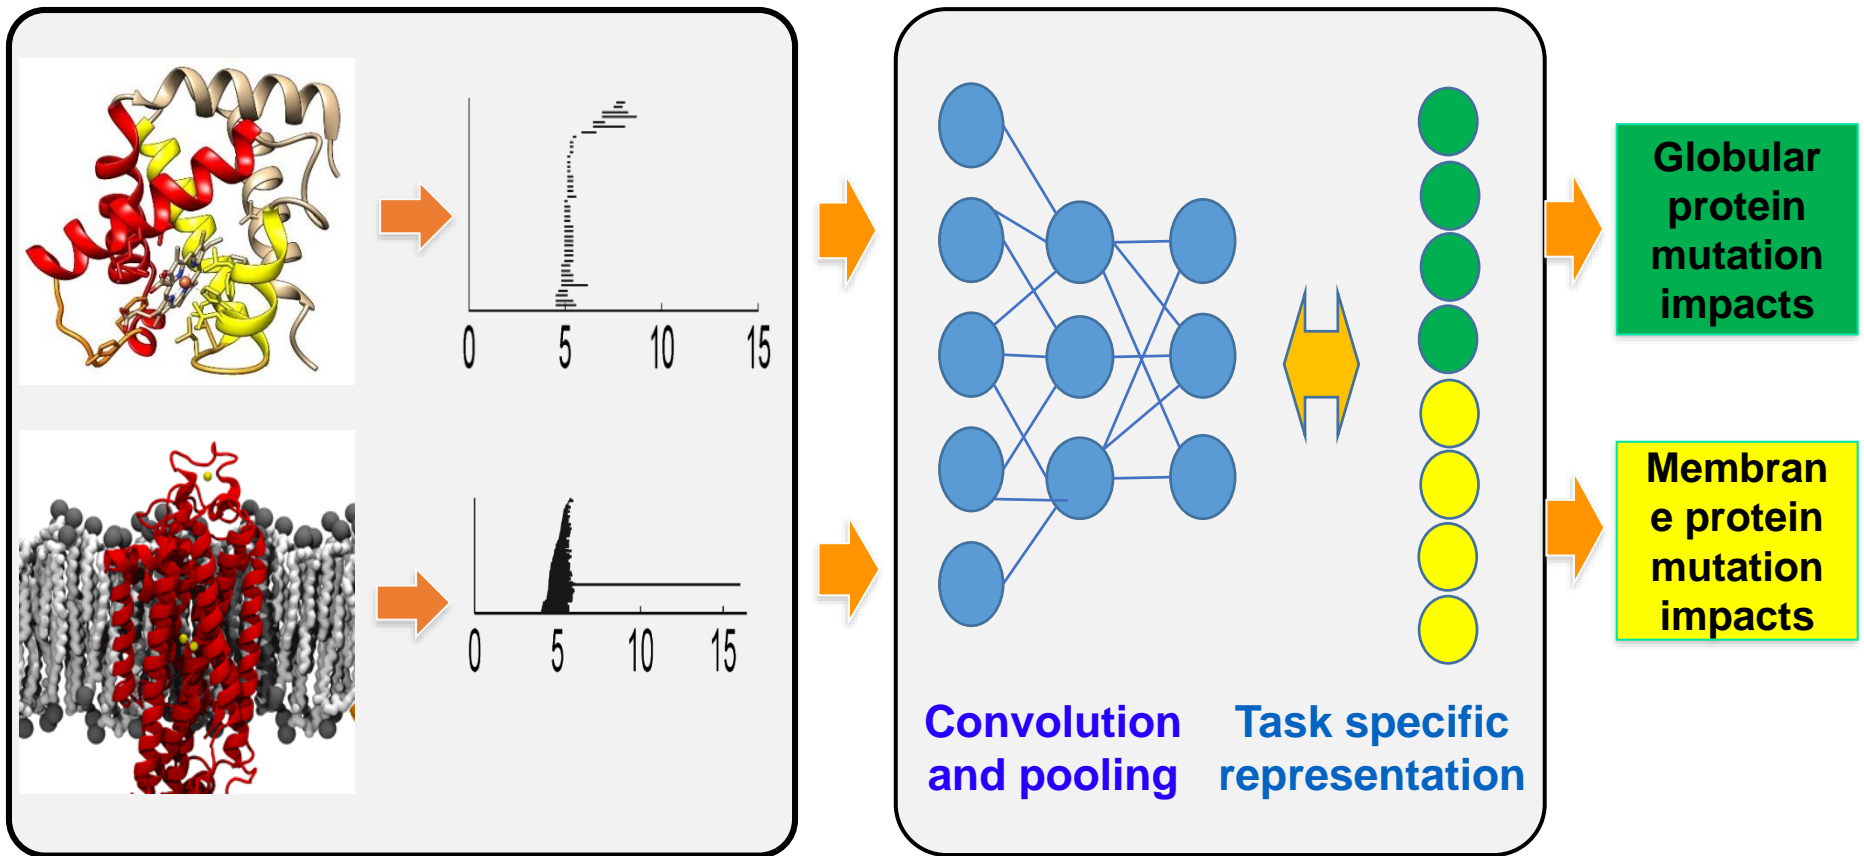 0 5 10 15
0 5 10 15
Convolution
and pooling
Task specific
representation
Globular
protein
mutation
impacts
Membran
e protein
mutation
impacts